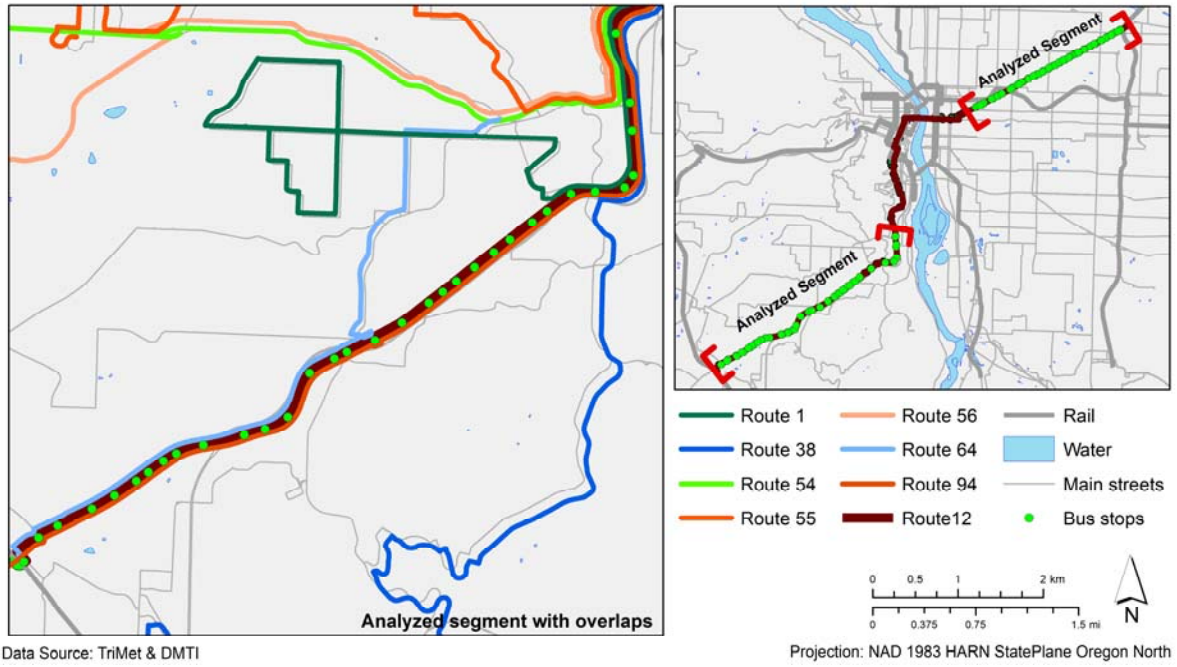 Analyzed Segment
Analyzed Segment
Analyzed segment with overlaps
Route 1
Route 56
Rail
Route 38
Route 64
Water
Route 54
Route 94
Main streets
Route 55
Route12
Bus stops
0 0.5 1 2 km
0 0.375 0.75 1.5 mi
N
Data Source: TriMet & DMTI
Projection: NAD 1983 HARN StatePlane Oregon North